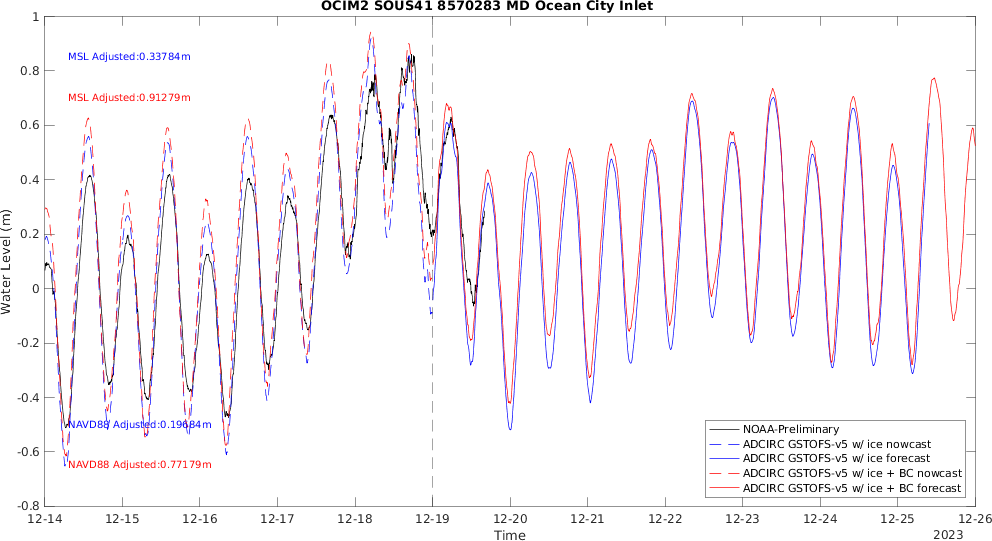 OCIM2 SOUS41 8570283 MD Ocean City Inlet
1
0.8
0.6
0.4
0.2
0
-0.2
-0.4
-0.6
-0.8
Water Level (m)
MSL Adjusted:0.33784m
MSL Adjusted:0.91279m
NAVD88 Adjusted:0.19684m
NAVD88 Adjusted:0.77179m
NOAA-Preliminary
ADCIRC GSTOFS-v5 w/ ice nowcast
ADCIRC GSTOFS-v5 w/ ice forecast
ADCIRC GSTOFS-v5 w/ ice + BC nowcast
ADCIRC GSTOFS-v5 w/ ice + BC forecast
12-14 12-15 12-16 12-17 12-18 12-19 12-20 12-21 12-22 12-23 12-24 12-25 12-26
Time
2023